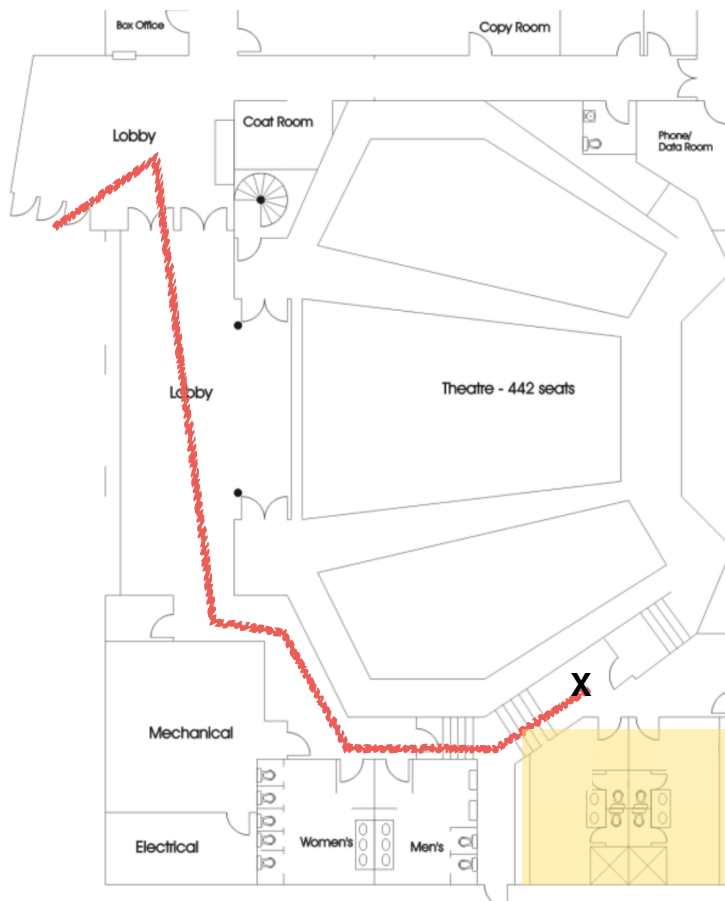 Box Office
Copy Room
Coat Room
Lobby
Phone/
Data Room
Lobby
Theatre - 442 seats
X
Mechanical
Women's
Men's
Electrical